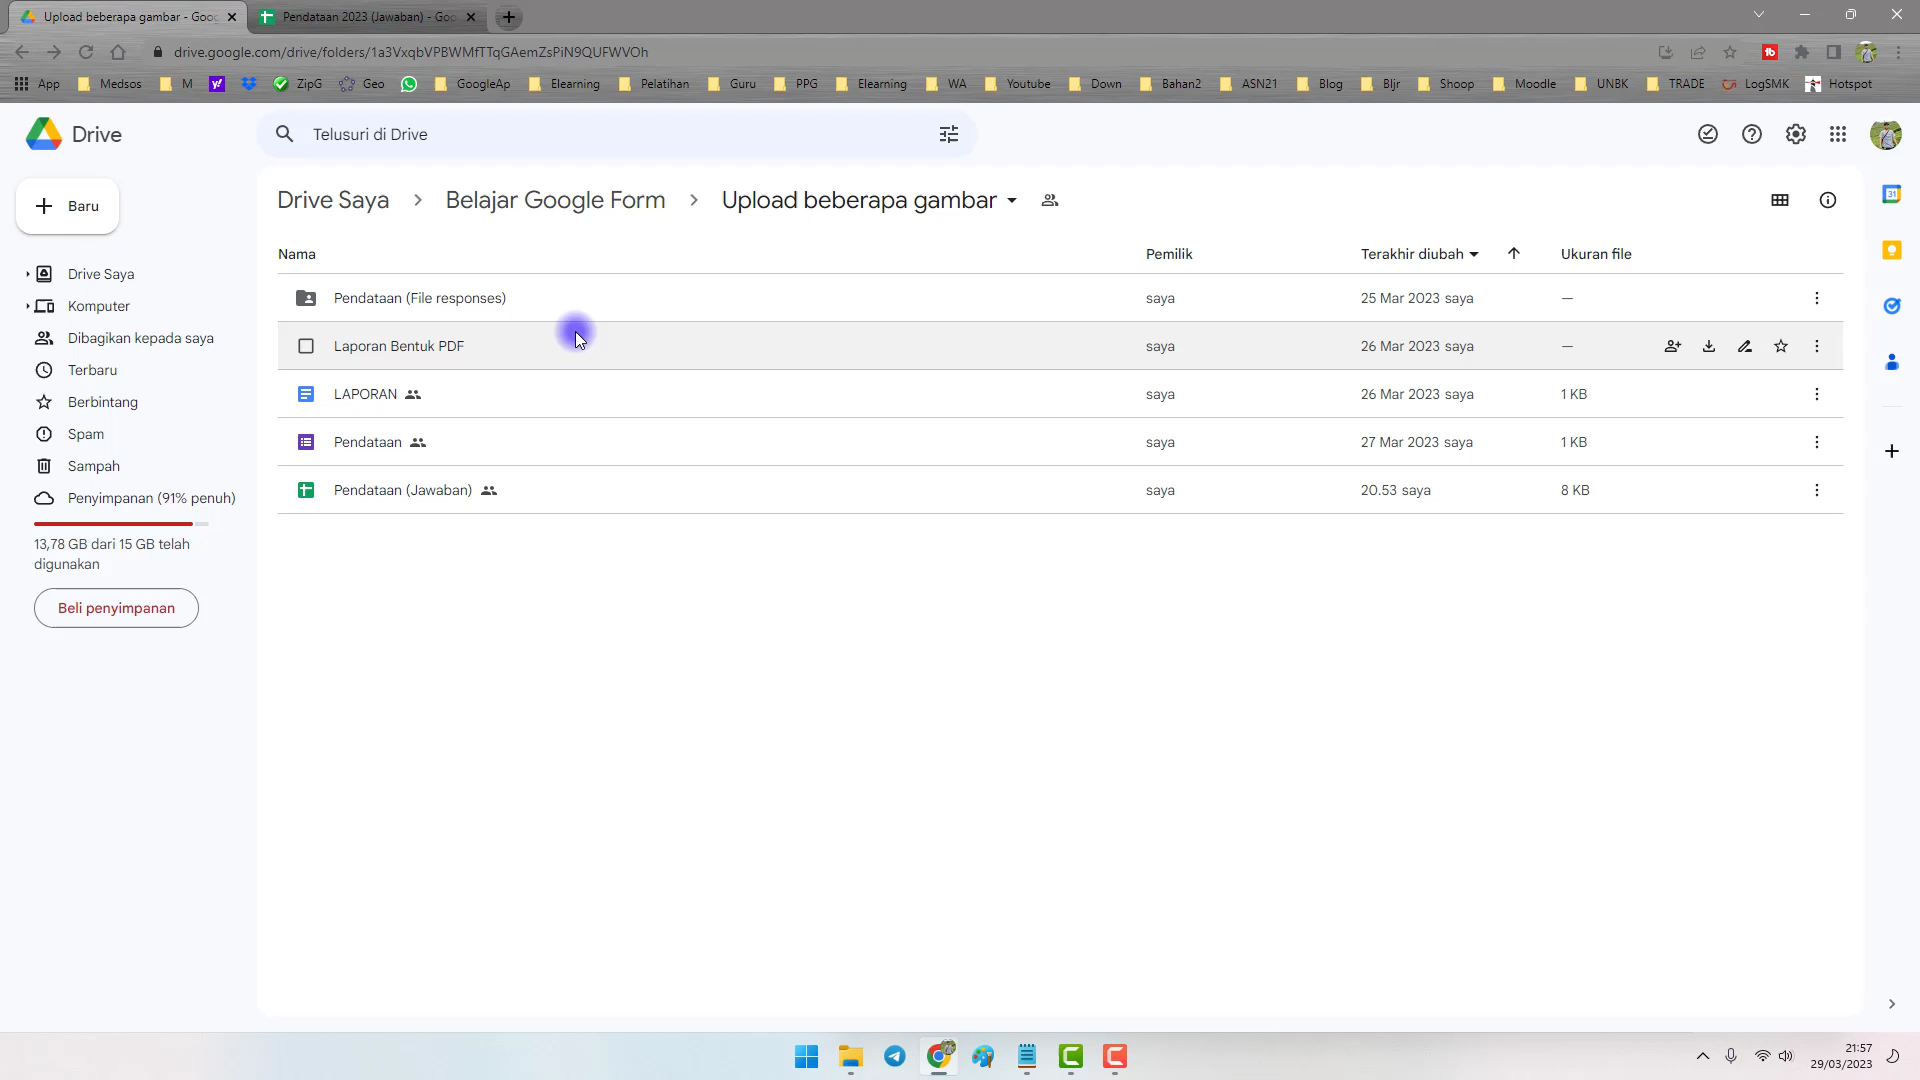 Upload beberapa gambar - Goo
Pendataan 2023 (Jawaban) - Goo
drive.google.com/drive/folders/1a3VxqbVPBWMfTTqGAemZsPiN9QUFWVOh
App
Medsos
M
ZipG
Geo
GoogleAp
Elearning
Pelatihan
Guru
PPG
Elearning
WA
Youtube
Down
Bahan2
ASN21
Blog
Bljr
Shoop
Moodle
UNBK
TRADE
LogSMK
Hotspot
Drive
Telusuri di Drive
Baru
Drive Saya
Komputer
Dibagikan kepada saya
Terbaru
Berbintang
Spam
Sampah
Penyimpanan (91% penuh)
13,78 GB dari 15 GB telah
digunakan
Beli penyimpanan
Drive Saya > Belajar Google Form > Upload beberapa gambar
Nama Pemilik Terakhir diubah Ukuran file
Pendataan (File responses) saya 25 Mar 2023 saya —
Laporan Bentuk PDF saya 26 Mar 2023 saya —
LAPORAN saya 26 Mar 2023 saya 1 KB
Pendataan saya 27 Mar 2023 saya 1 KB
Pendataan (Jawaban) saya 20.53 saya 8 KB
31
21:57
29/03/2023